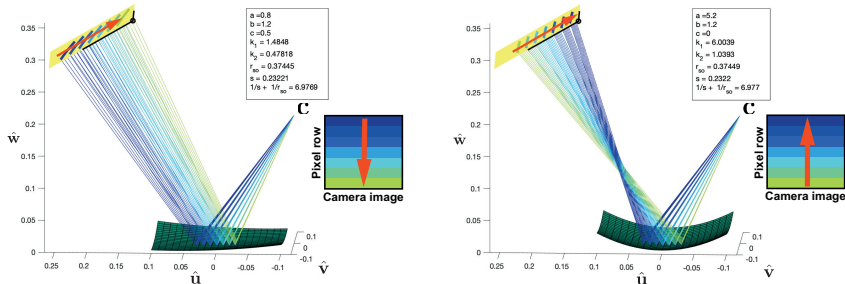 a =0.8
b =1.2
c =0.5
k1 = 1.4848
k2 = 0.47818
rso = 0.37445
s = 0.23221
1/s + 1/rso = 6.9769
0.35
0.3
0.25
0.2
0.15
0.1
0.05
0
ŵ
C
Pixel row
Camera image
0.1
0
-0.1
v̂
0.25
0.2
0.15
0.1
0.05
0
-0.05
-0.1
û
a =5.2
b =1.2
c =0
k1 = 6.0039
k2 = 1.0393
rso = 0.37449
s = 0.2322
1/s + 1/rso = 6.977
0.35
0.3
0.25
0.2
0.15
0.1
0.05
0
ŵ
C
Pixel row
Camera image
0.1
0
-0.1
v̂
0.25
0.2
0.15
0.1
0.05
0
-0.05
-0.1
û